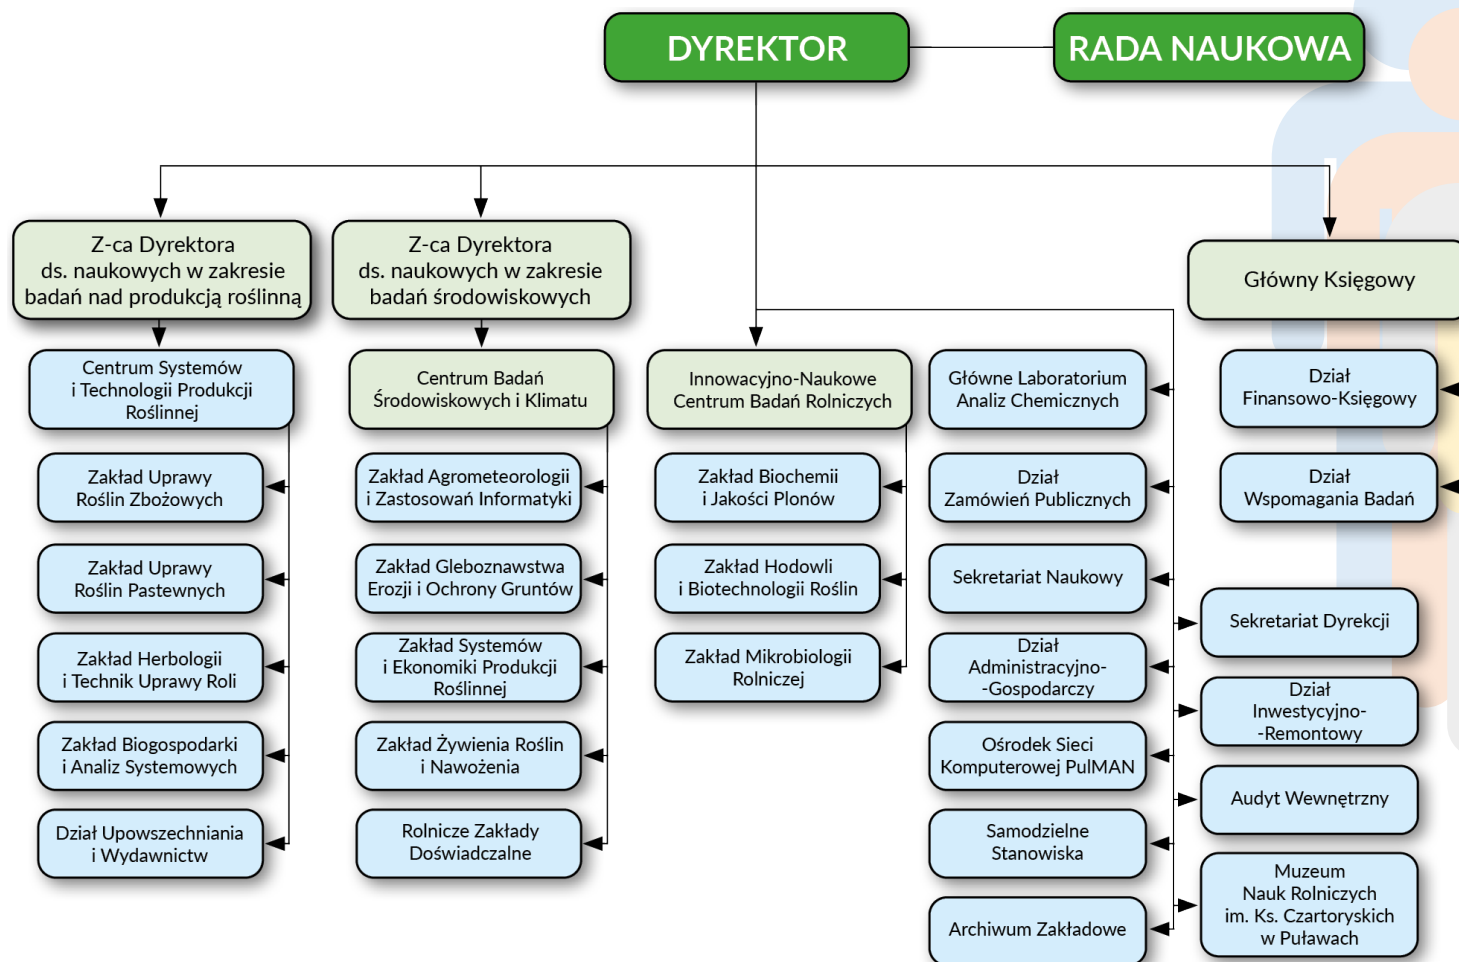 DYREKTOR
RADA NAUKOWA
Z-ca Dyrektora
ds. naukowych w zakresie
badań nad produkcją roślinną
Z-ca Dyrektora
ds. naukowych w zakresie
badań środowiskowych
Główny Księgowy
Centrum Systemów
i Technologii Produkcji
Roślinnej
Zakład Uprawy
Roślin Zbożowych
Zakład Uprawy
Roślin Pastewnych
Zakład Herbologii
i Technik Uprawy Roli
Zakład Biogospodarki
i Analiz Systemowych
Dział Upowszechniania
i Wydawnictw
Centrum Badań
Środowiskowych i Klimatu
Zakład Agrometeorologii
i Zastosowań Informatyki
Zakład Gleboznawstwa
Erozji i Ochrony Gruntów
Zakład Systemów
i Ekonomiki Produkcji
Roślinnej
Zakład Żywienia Roślin
i Nawożenia
Rolnicze Zakłady
Doświadczalne
Innowacyjno-Naukowe
Centrum Badań Rolniczych
Zakład Biochemii
i Jakości Plonów
Zakład Hodowli
i Biotechnologii Roślin
Zakład Mikrobiologii
Rolniczej
Główne Laboratorium
Analiz Chemicznych
Dział
Zamówień Publicznych
Sekretariat Naukowy
Dział
Administracyjno-
-Gospodarczy
Ośrodek Sieci
Komputerowej PulMAN
Samodzielne
Stanowiska
Archiwum Zakładowe
Dział
Finansowo-Księgowy
Dział
Wspomagania Badań
Sekretariat Dyrekcji
Dział
Inwestycyjno-
-Remontowy
Audyt Wewnętrzny
Muzeum
Nauk Rolniczych
im. Ks. Czartoryskich
w Puławach